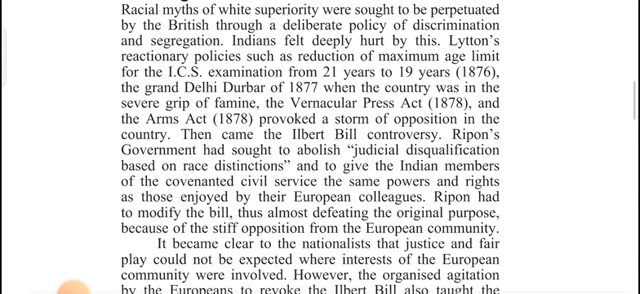 Racial myths of white superiority were sought to be perpetuated
by the British through a deliberate policy of discrimination
and segregation. Indians felt deeply hurt by this. Lytton's
reactionary policies such as reduction of maximum age limit
for the I.C.S. examination from 21 years to 19 years (1876),
the grand Delhi Durbar of 1877 when the country was in the
severe grip of famine, the Vernacular Press Act (1878), and
the Arms Act (1878) provoked a storm of opposition in the
country. Then came the Ilbert Bill controversy. Ripon's
Government had sought to abolish “judicial disqualification
based on race distinctions” and to give the Indian members
of the covenanted civil service the same powers and rights
as those enjoyed by their European colleagues. Ripon had
to modify the bill, thus almost defeating the original purpose,
because of the stiff opposition from the European community.
It became clear to the nationalists that justice and fair
play could not be expected where interests of the European
community were involved. However, the organised agitation
by the Europeans to revoke the Ilbert Bill also taught the